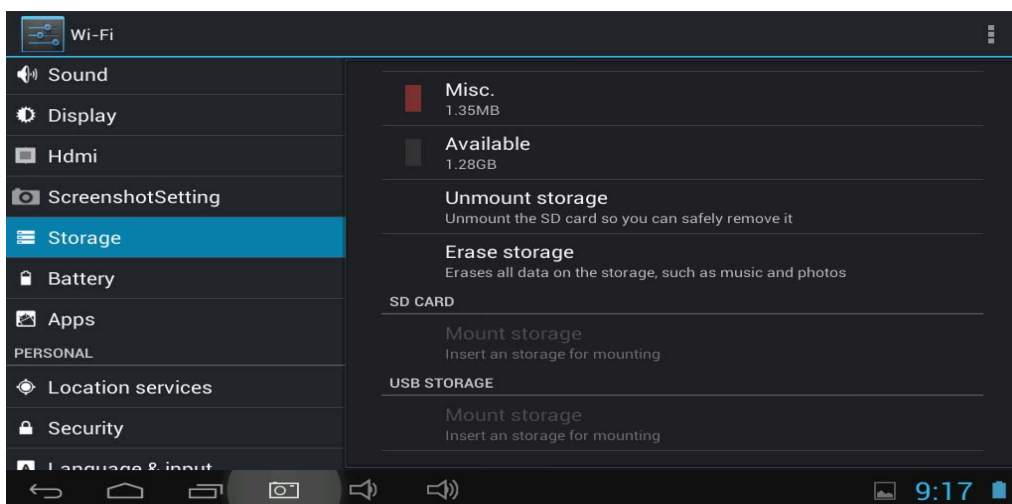 Wi-Fi
Sound
Display
Hdmi
ScreenshotSetting
Storage
Battery
Apps
PERSONAL
Location services
Security
Language & input
Misc.
1.35MB
Available
1.28GB
Unmount storage
Unmount the SD card so you can safely remove it
Erase storage
Erases all data on the storage, such as music and photos
SD CARD
Mount storage
Insert an storage for mounting
USB STORAGE
Mount storage
Insert an storage for mounting
9:17